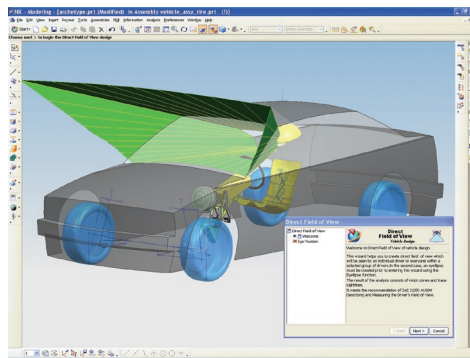 NX - Modeling - [archetype.prt (Modified) in Assembly vehicle_assy_tire.prt (1)]
File Edit View Insert Format Tools Assemblies PMI Information Analysis Preferences Window Help
Start
Choose next > to begin the Direct Field of View design
Direct Field of View
Direct Field of View
Welcome
Eye Position
Direct
Field of View
Vehicle design
Welcome to Direct Field of View of vehicle design
This wizard helps you to create direct field of view which
will be seen by an individual driver or everyone within a
selected group of drivers. In the second case, an eyellipse
must be created prior to entering the wizard using the
Eyellipse function.
The result of the analysis consists of vision zones and base
sightlines.
It meets the recommendation of SAE J1050 AUG94
Describing and Measuring the Driver's Field of View.
< Back
Next >
Cancel